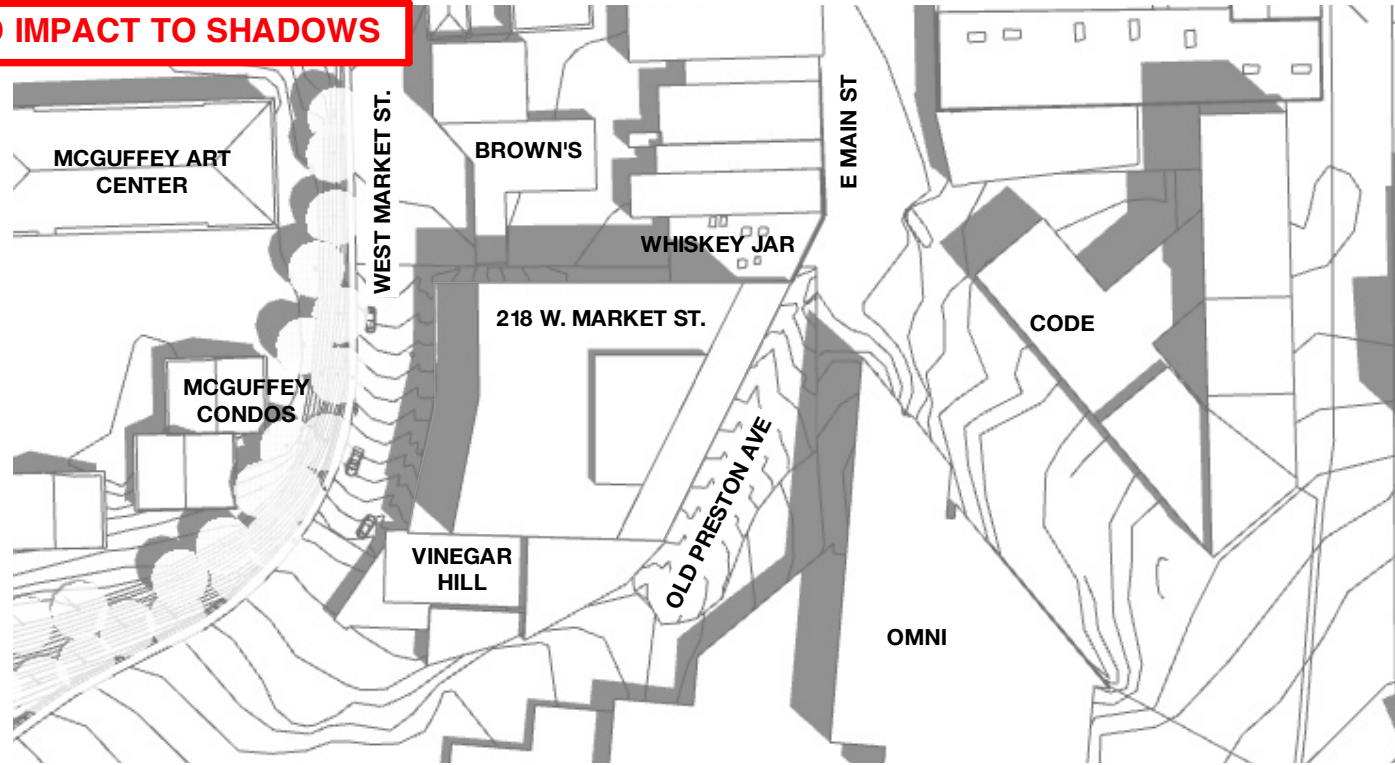 IMPACT TO SHADOWS
MCGUFFEY ART
CENTER
WEST MARKET ST.
BROWN'S
E MAIN ST
WHISKEY JAR
218 W. MARKET ST.
CODE
MCGUFFEY
CONDOS
OLD PRESTON AVE
VINEGAR
HILL
OMNI